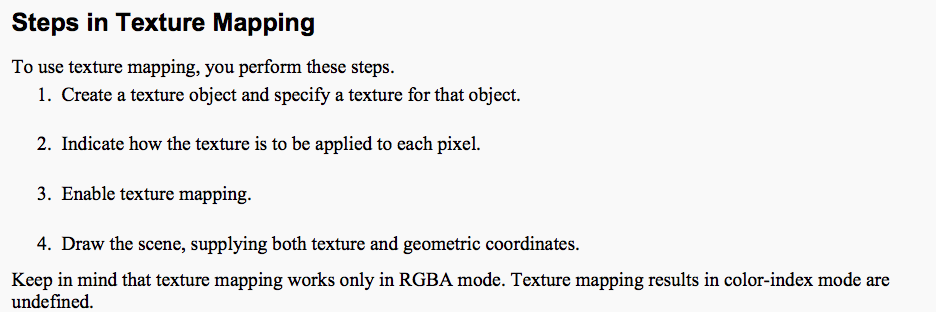 Steps in Texture Mapping
To use texture mapping, you perform these steps.
1. Create a texture object and specify a texture for that object.
2. Indicate how the texture is to be applied to each pixel.
3. Enable texture mapping.
4. Draw the scene, supplying both texture and geometric coordinates.
Keep in mind that texture mapping works only in RGBA mode. Texture mapping results in color-index mode are
undefined.